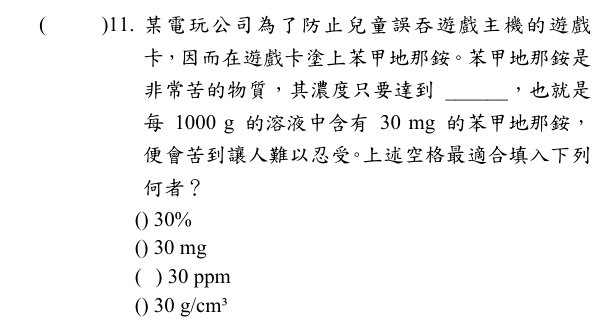 (    )11. 某電玩公司為了防止兒童誤吞遊戲主機的遊戲
卡，因而在遊戲卡塗上苯甲地那銨。苯甲地那銨是
非常苦的物質，其濃度只要達到 ______，也就是
每 1000 g 的溶液中含有 30 mg 的苯甲地那銨，
便會苦到讓人難以忍受。上述空格最適合填入下列
何者？
() 30%
() 30 mg
( ) 30 ppm
() 30 g/cm³